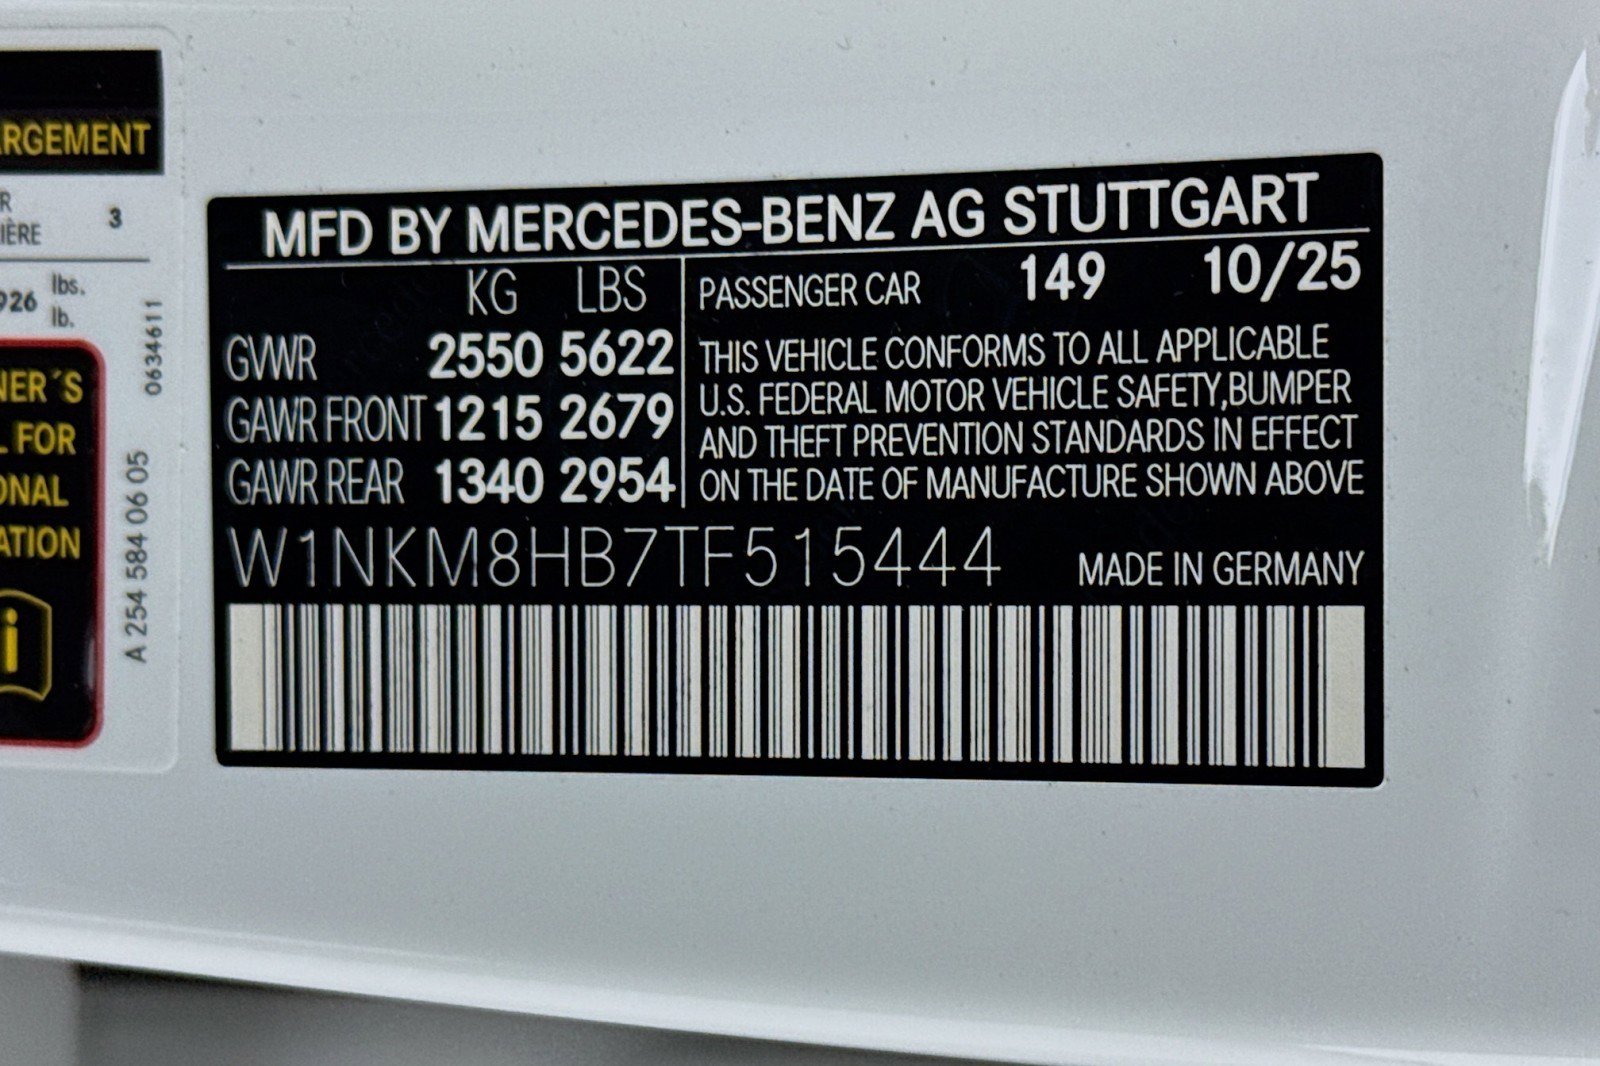 ARGEMENT
3
IÈRE
926 lbs.
lb.
NER´S
L FOR
ONAL
ATION
i
A 254 584 06 05
0634611
MFD BY MERCEDES-BENZ AG STUTTGART
KG LBS
GVWR 2550 5622
GAWR FRONT 1215 2679
GAWR REAR 1340 2954
PASSENGER CAR 149 10/25
THIS VEHICLE CONFORMS TO ALL APPLICABLE
U.S. FEDERAL MOTOR VEHICLE SAFETY,BUMPER
AND THEFT PREVENTION STANDARDS IN EFFECT
ON THE DATE OF MANUFACTURE SHOWN ABOVE
W1NKM8HB7TF515444
MADE IN GERMANY